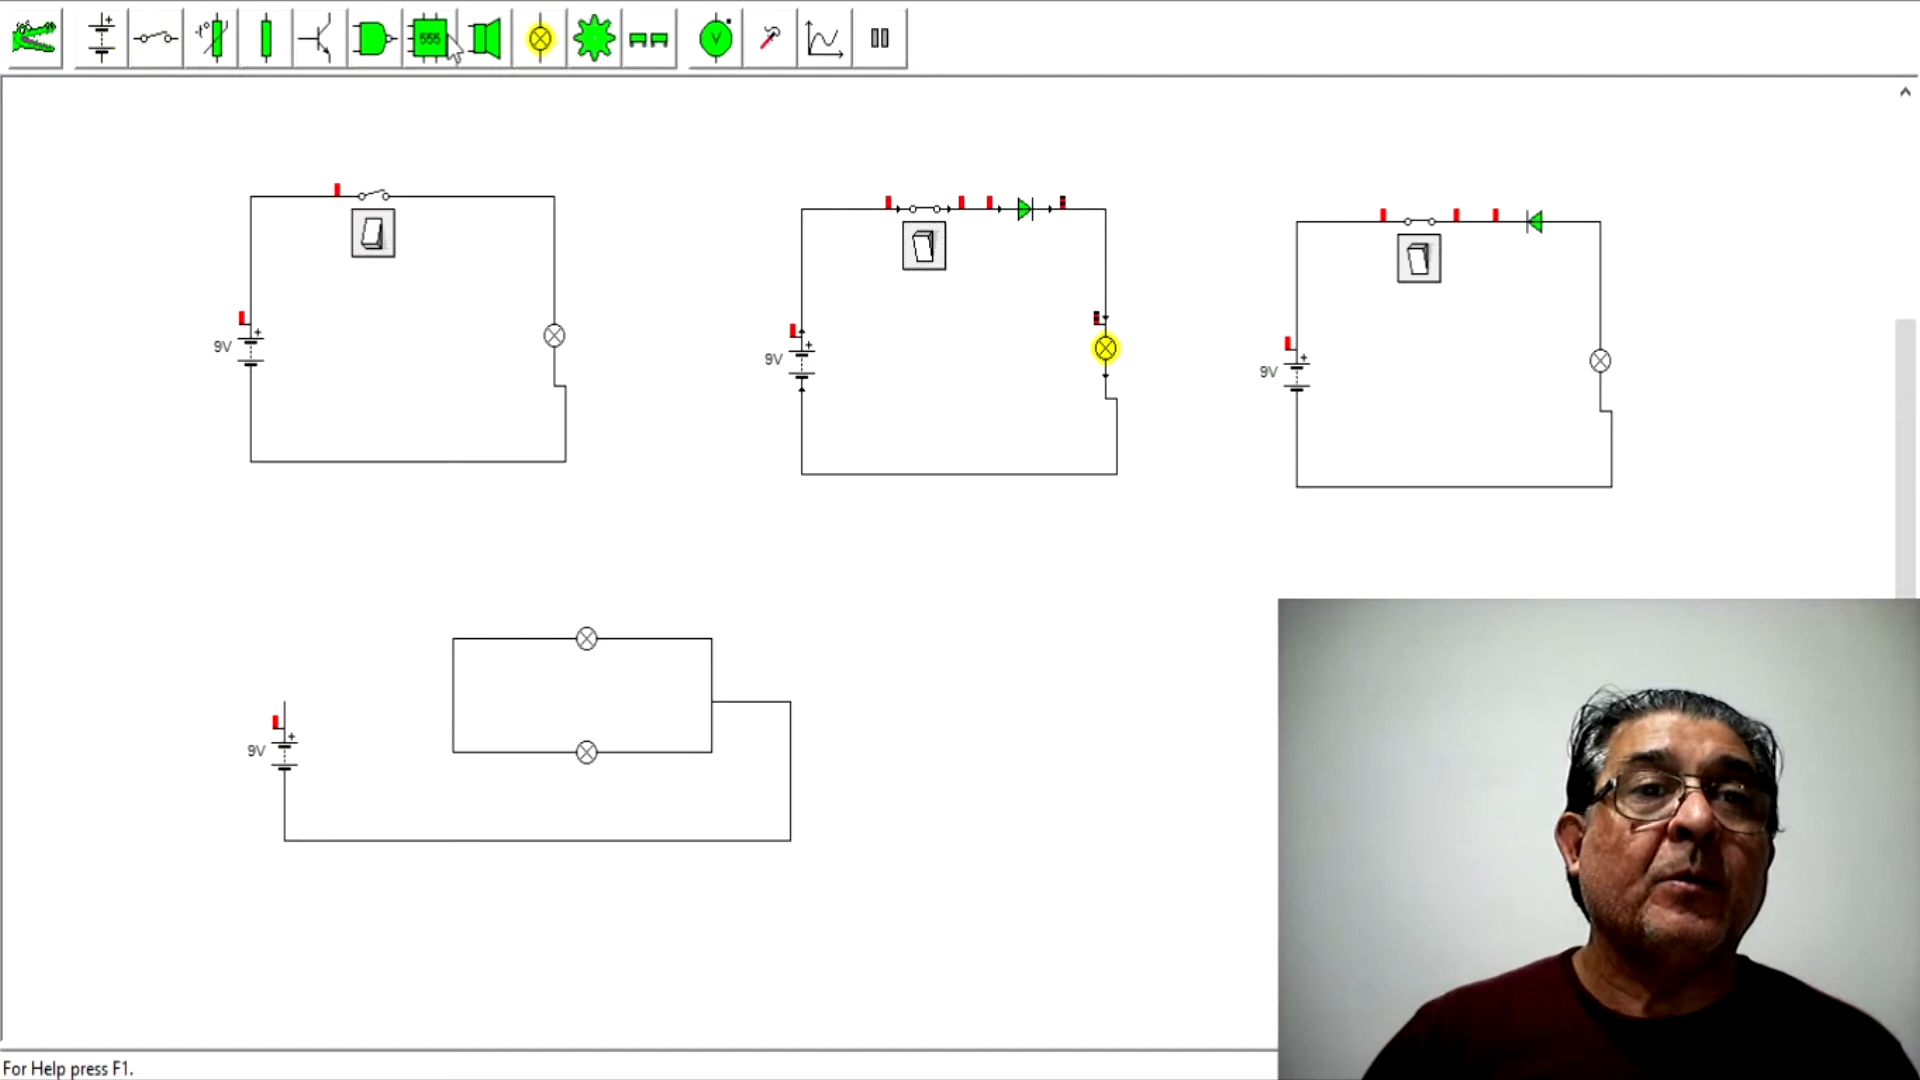 555
V
+
9V
+
9V
+
9V
+
9V
For Help press F1.